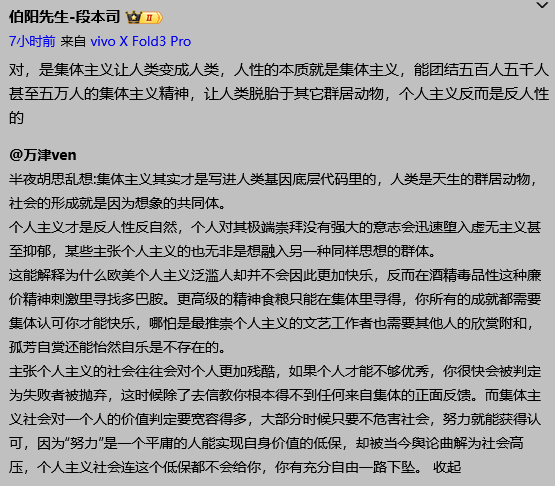 伯阳先生-段本司 II
7小时前 来自 vivo X Fold3 Pro
对，是集体主义让人类变成人类，人性的本质就是集体主义，能团结五百人五千人
甚至五万人的集体主义精神，让人类脱胎于其它群居动物，个人主义反而是反人性
的
@万津ven
半夜胡思乱想:集体主义其实才是写进人类基因底层代码里的，人类是天生的群居动物，
社会的形成就是因为想象的共同体。
个人主义才是反人性反自然，个人对其极端崇拜没有强大的意志会迅速堕入虚无主义甚
至抑郁，某些主张个人主义的也无非是想融入另一种同样思想的群体。
这能解释为什么欧美个人主义泛滥人却并不会因此更加快乐，反而在酒精毒品性这种廉
价精神刺激里寻找多巴胺。更高级的精神食粮只能在集体里寻得，你所有的成就都需要
集体认可你才能快乐，哪怕是最推崇个人主义的文艺工作者也需要其他人的欣赏附和，
孤芳自赏还能怡然自乐是不存在的。
主张个人主义的社会往往会对个人更加残酷，如果个人才能不够优秀，你很快会被判定
为失败者被抛弃，这时候除了去信教你根本得不到任何来自集体的正面反馈。而集体主
义社会对一个人的价值判定要宽容得多，大部分时候只要不危害社会，努力就能获得认
可，因为“努力”是一个平庸的人能实现自身价值的低保，却被当今舆论曲解为社会高
压，个人主义社会连这个低保都不会给你，你有充分自由一路下坠。 收起